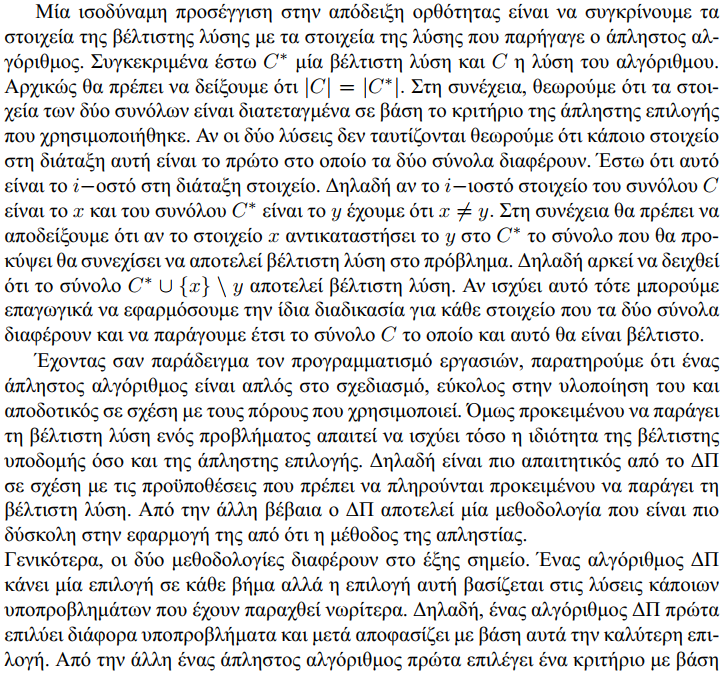 Μία ισοδύναμη προσέγγιση στην απόδειξη ορθότητας είναι να συγκρίνουμε τα
στοιχεία της βέλτιστης λύσης με τα στοιχεία της λύσης που παρήγαγε ο άπληστος αλ-
γόριθμος. Συγκεκριμένα έστω C* μία βέλτιστη λύση και C η λύση του αλγόριθμου.
Αρχικώς θα πρέπει να δείξουμε ότι |C| = |C*|. Στη συνέχεια, θεωρούμε ότι τα στοι-
χεία των δύο συνόλων είναι διατεταγμένα σε βάση το κριτήριο της άπληστης επιλογής
που χρησιμοποιήθηκε. Αν οι δύο λύσεις δεν ταυτίζονται θεωρούμε ότι κάποιο στοιχείο
στη διάταξη αυτή είναι το πρώτο στο οποίο τα δύο σύνολα διαφέρουν. Έστω ότι αυτό
είναι το i−οστό στη διάταξη στοιχείο. Δηλαδή αν το i−ιοστό στοιχείο του συνόλου C
είναι το x και του συνόλου C* είναι το y έχουμε ότι x ≠ y. Στη συνέχεια θα πρέπει να
αποδείξουμε ότι αν το στοιχείο x αντικαταστήσει το y στο C* το σύνολο που θα προ-
κύψει θα συνεχίσει να αποτελεί βέλτιστη λύση στο πρόβλημα. Δηλαδή αρκεί να δειχθεί
ότι το σύνολο C* ∪ {x} \ y αποτελεί βέλτιστη λύση. Αν ισχύει αυτό τότε μπορούμε
επαγωγικά να εφαρμόσουμε την ίδια διαδικασία για κάθε στοιχείο που τα δύο σύνολα
διαφέρουν και να παράγουμε έτσι το σύνολο C το οποίο και αυτό θα είναι βέλτιστο.
Έχοντας σαν παράδειγμα τον προγραμματισμό εργασιών, παρατηρούμε ότι ένας
άπληστος αλγόριθμος είναι απλός στο σχεδιασμό, εύκολος στην υλοποίηση του και
αποδοτικός σε σχέση με τους πόρους που χρησιμοποιεί. Όμως προκειμένου να παράγει
τη βέλτιστη λύση ενός προβλήματος απαιτεί να ισχύει τόσο η ιδιότητα της βέλτιστης
υποδομής όσο και της άπληστης επιλογής. Δηλαδή είναι πιο απαιτητικός από το ΔΠ
σε σχέση με τις προϋποθέσεις που πρέπει να πληρούνται προκειμένου να παράγει τη
βέλτιστη λύση. Από την άλλη βέβαια ο ΔΠ αποτελεί μία μεθοδολογία που είναι πιο
δύσκολη στην εφαρμογή της από ότι η μέθοδος της απληστίας.
Γενικότερα, οι δύο μεθοδολογίες διαφέρουν στο έξης σημείο. Ένας αλγόριθμος ΔΠ
κάνει μία επιλογή σε κάθε βήμα αλλά η επιλογή αυτή βασίζεται στις λύσεις κάποιων
υποπροβλημάτων που έχουν παραχθεί νωρίτερα. Δηλαδή, ένας αλγόριθμος ΔΠ πρώτα
επιλύει διάφορα υποπροβλήματα και μετά αποφασίζει με βάση αυτά την καλύτερη επι-
λογή. Από την άλλη ένας άπληστος αλγόριθμος πρώτα επιλέγει ένα κριτήριο με βάση